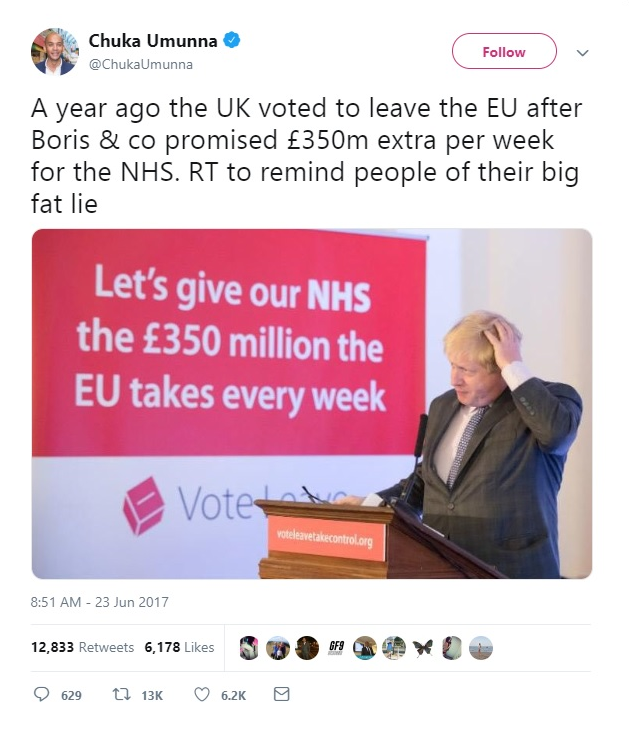 Chuka Umunna
@ChukaUmunna
Follow
A year ago the UK voted to leave the EU after
Boris & co promised £350m extra per week
for the NHS. RT to remind people of their big
fat lie
Let's give our NHS
the £350 million the
EU takes every week
Vote Leave
voteleavetakecontrol.org
8:51 AM - 23 Jun 2017
12,833 Retweets 6,178 Likes
GF9
629 13K 6.2K